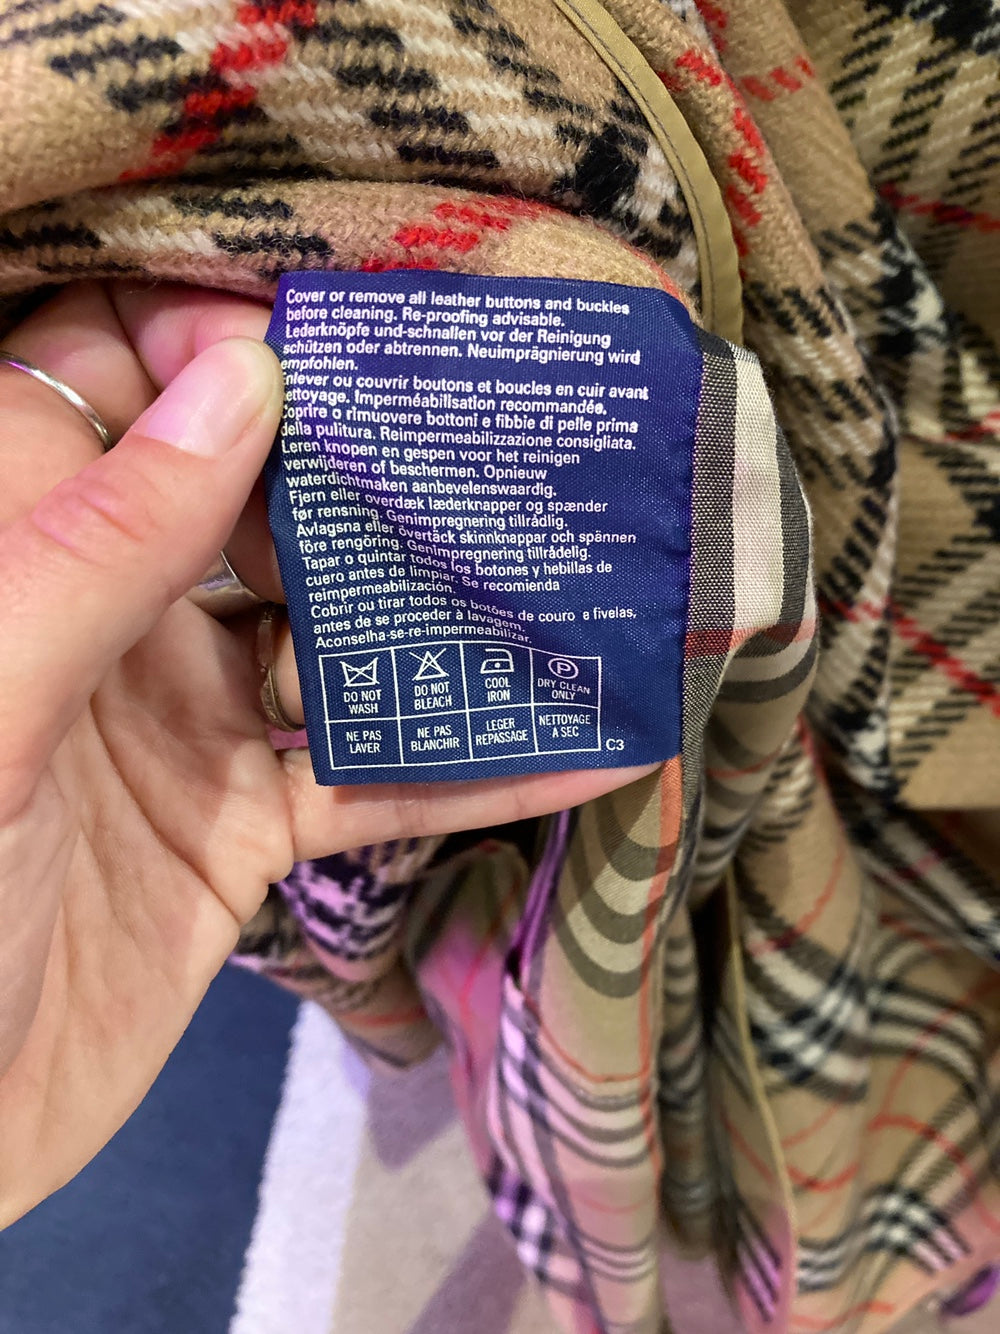 Cover or remove all leather buttons and buckles
before cleaning. Re-proofing advisable.
Lederknöpfe und-schnallen vor der Reinigung
schützen oder abtrennen. Neuimprägnierung wird
empfohlen.
Enlever ou couvrir boutons et boucles en cuir avant
ettoyage. Imperméabilisation recommandée.
Coprire o rimuovere bottoni e fibbie di pelle prima
della pulitura. Reimpermeabilizzazione consigliata.
Leren knopen en gespen voor het reinigen
verwijderen of beschermen. Opnieuw
waterdichtmaken aanbevelenswaardig.
Fjern eller overdæk læderknapper og spænder
før rensning. Genimpregnering tillrådlig.
Avlagsna eller övertäck skinnknappar och spännen
före rengöring. Genimpregnering tillrådelig.
Tapar o quintar todos los botones y hebillas de
cuero antes de limpiar. Se recomienda
reimpermeabilización.
Cobrir ou tirar todos os botões de couro e fivelas,
antes de se proceder à lavagem.
Aconselha-se-re-impermeabilizar.
DO NOT WASH
DO NOT BLEACH
COOL IRON
P
DRY CLEAN ONLY
NE PAS LAVER
NE PAS BLANCHIR
LEGER REPASSAGE
NETTOYAGE A SEC
C3